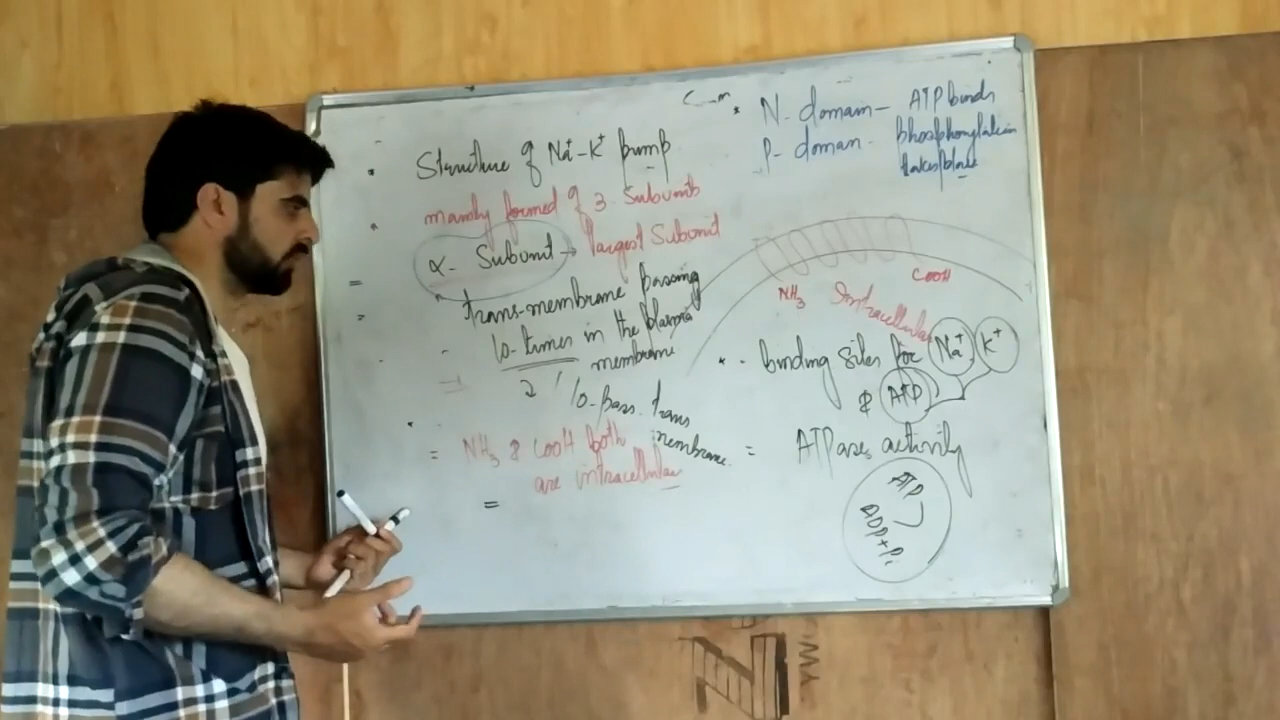 Structure of Na+-K+ pump
mainly formed of 3 Subunits
α- Subunit → largest Subunit
trans-membrane passing
10-times in the plasma
membrane
10-pass trans
membrane.
= NH3 & COOH both
are intracellular
=
* N- domain - ATP binds
P- domain - Phosphorylation
takes place
NH3 Intracellular COOH
binding sites for Na+ K+
& ATP
= ATPase activity
ATP
ADP+Pi